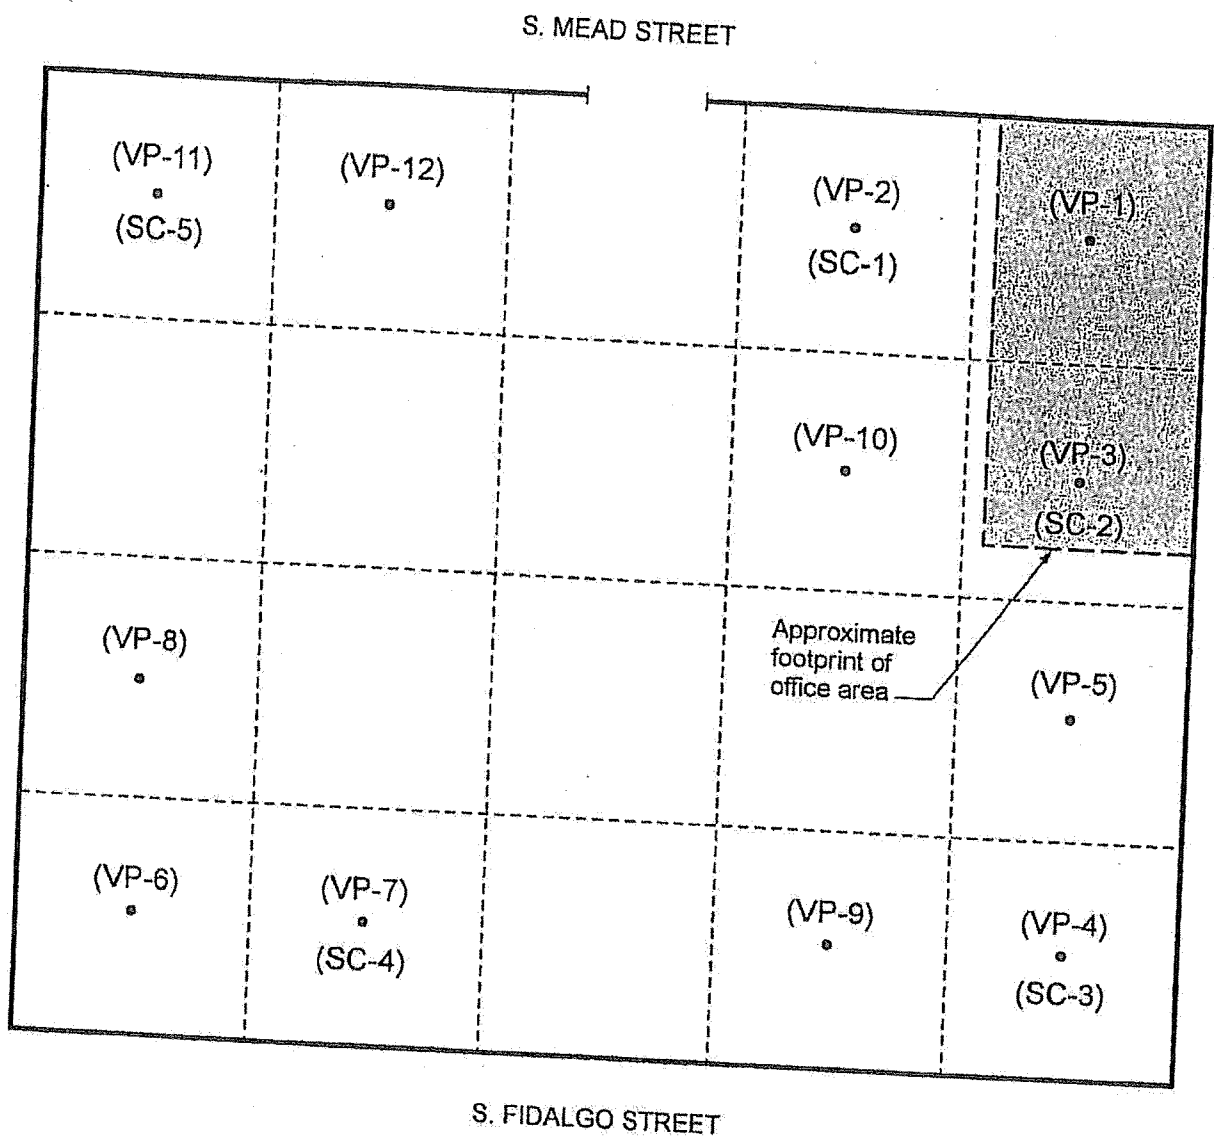 S. MEAD STREET
(VP-11)
(SC-5)
(VP-12)
(VP-2)
(SC-1)
(VP-1)
(VP-10)
(VP-3)
(SC-2)
(VP-8)
Approximate
footprint of
office area
(VP-5)
(VP-6)
(VP-7)
(SC-4)
(VP-9)
(VP-4)
(SC-3)
S. FIDALGO STREET